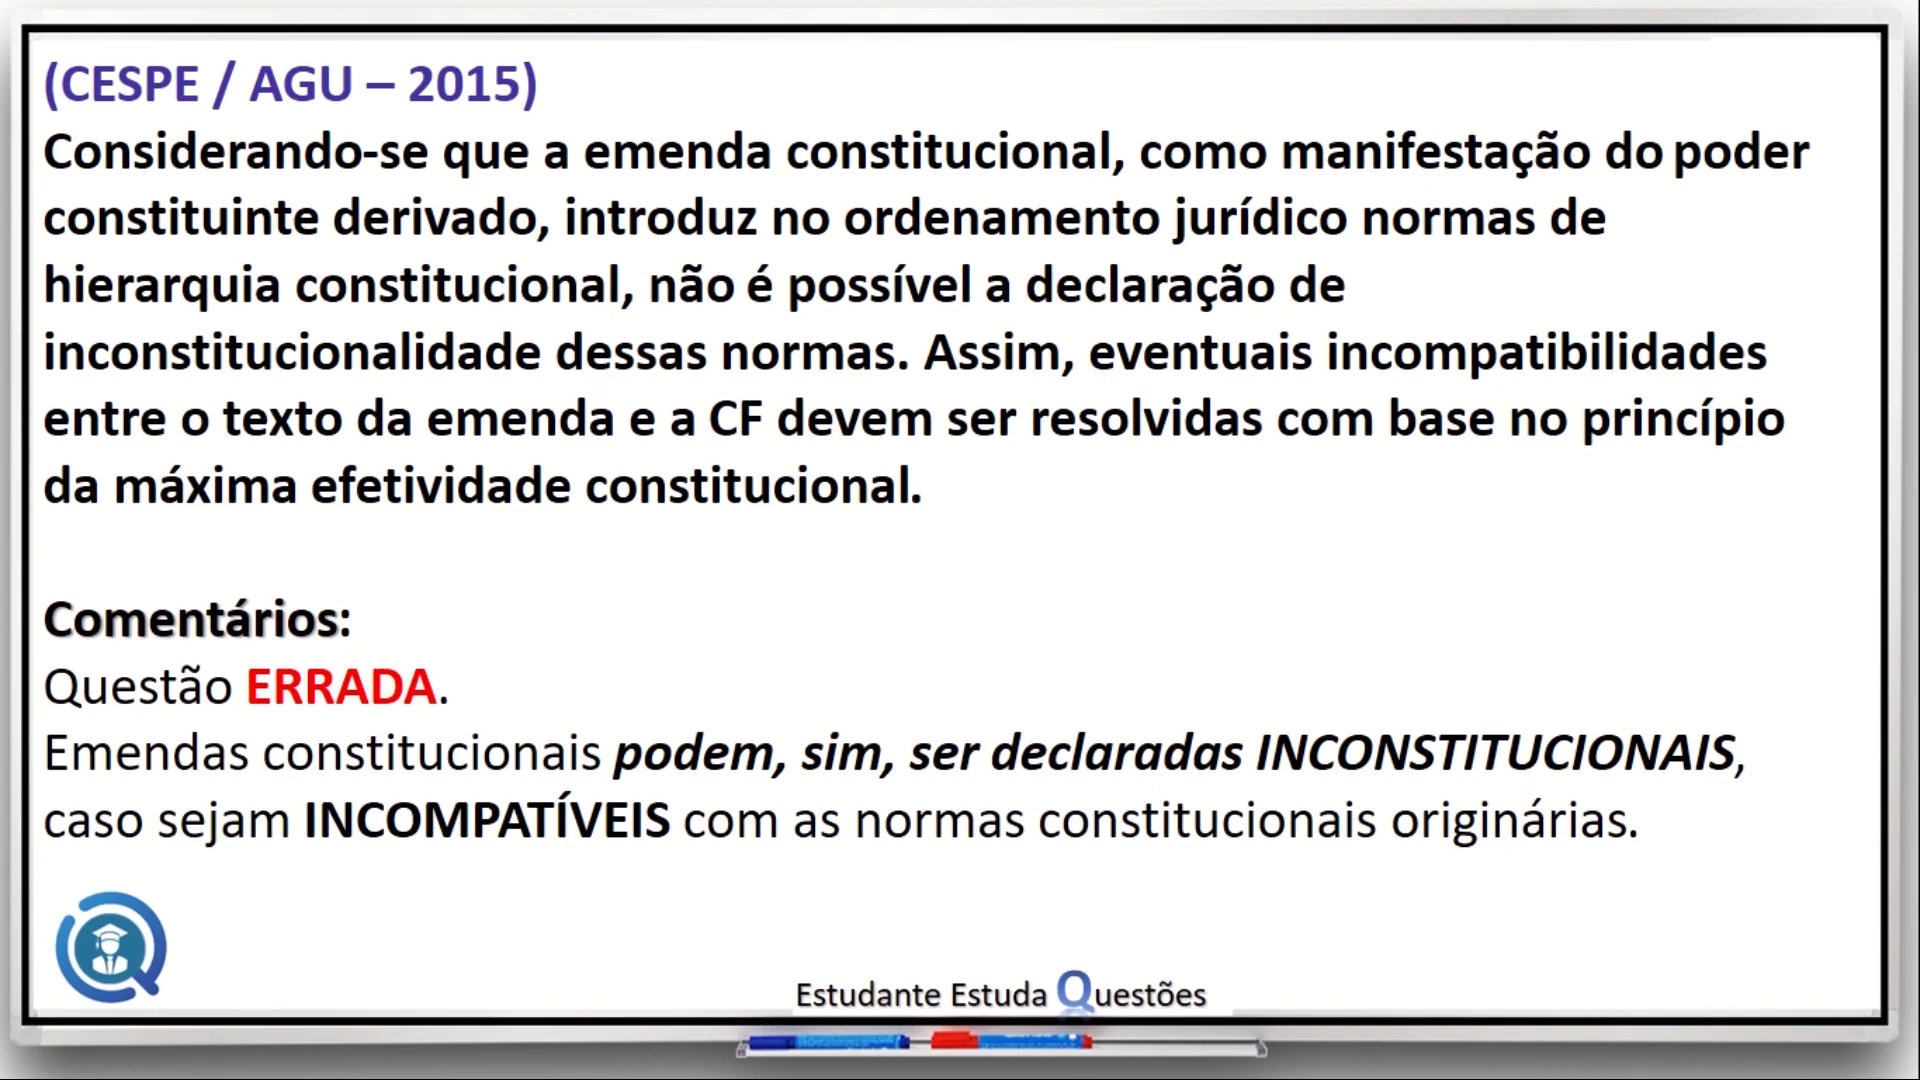 (CESPE / AGU – 2015)
Considerando-se que a emenda constitucional, como manifestação do poder
constituinte derivado, introduz no ordenamento jurídico normas de
hierarquia constitucional, não é possível a declaração de
inconstitucionalidade dessas normas. Assim, eventuais incompatibilidades
entre o texto da emenda e a CF devem ser resolvidas com base no princípio
da máxima efetividade constitucional.
Comentários:
Questão ERRADA.
Emendas constitucionais podem, sim, ser declaradas INCONSTITUCIONAIS,
caso sejam INCOMPATÍVEIS com as normas constitucionais originárias.
Estudante Estuda Questões